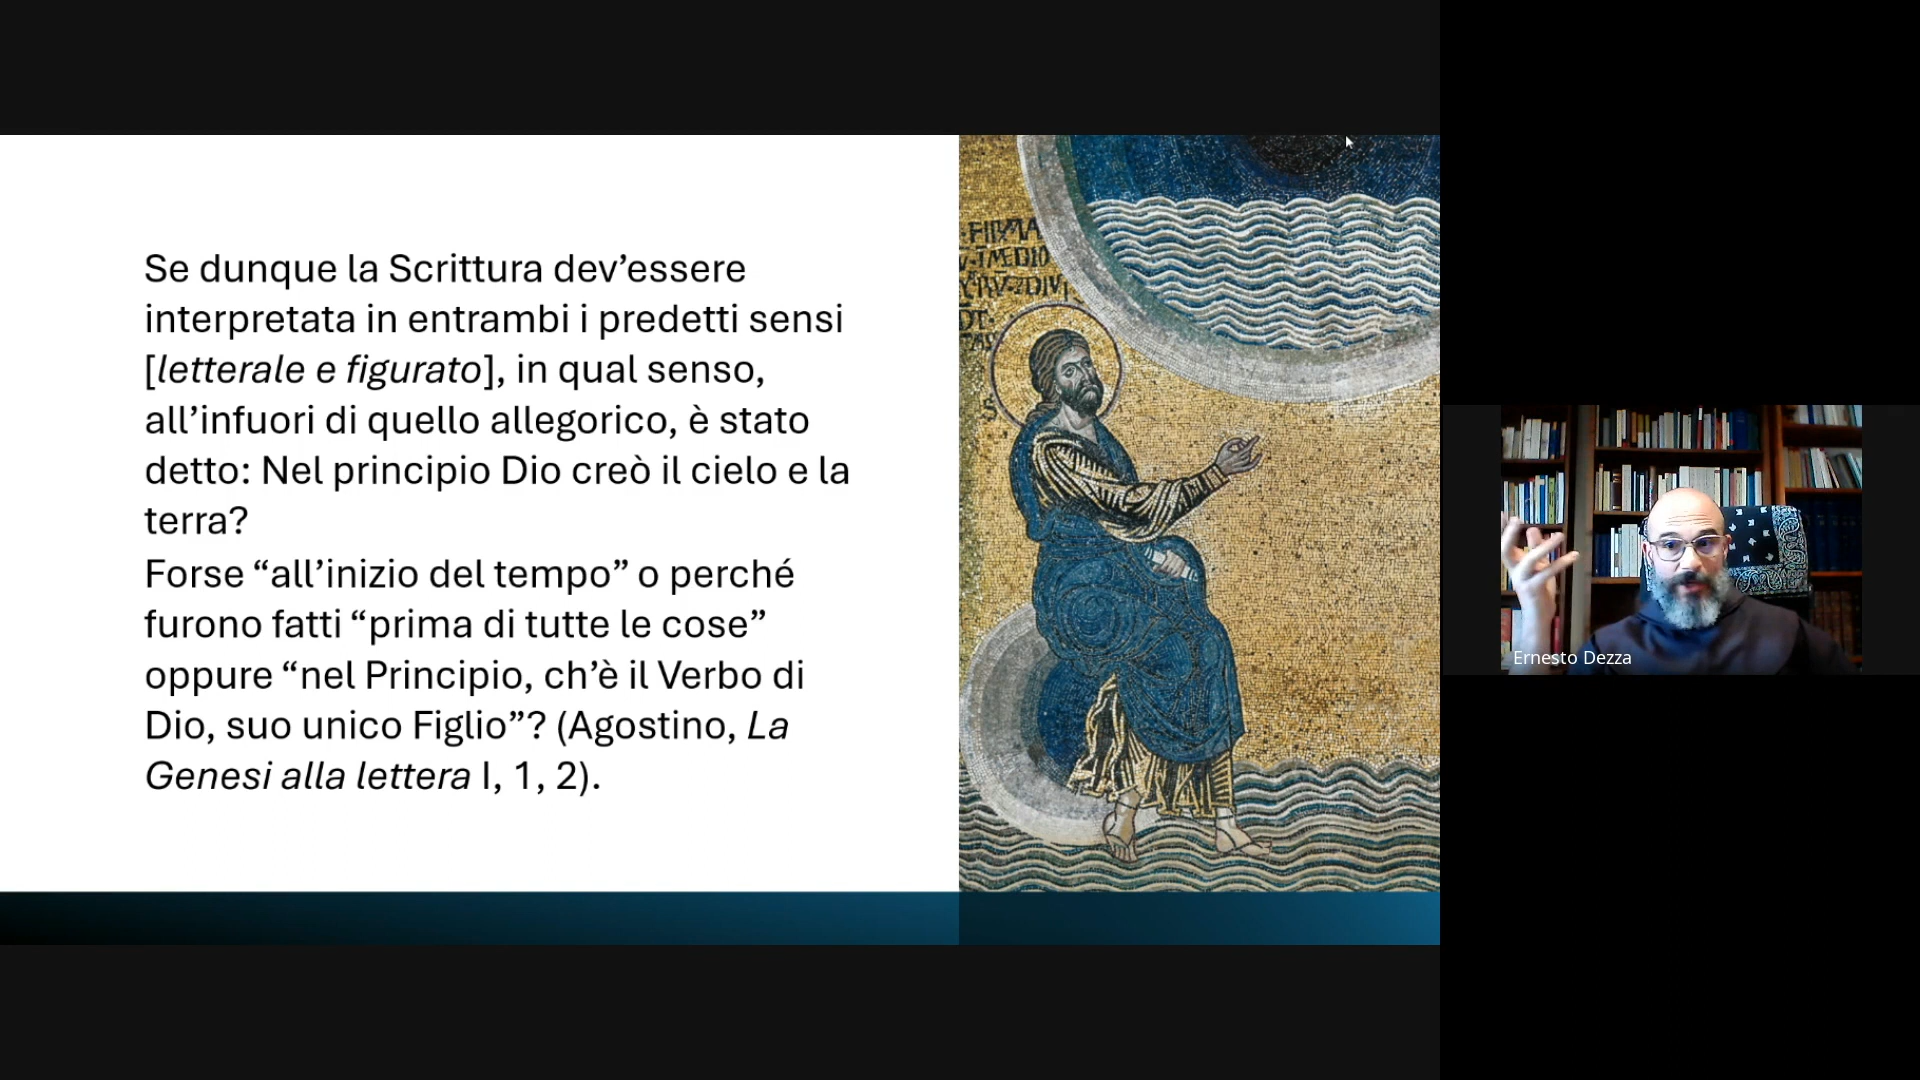 Se dunque la Scrittura dev’essere
interpretata in entrambi i predetti sensi
[letterale e figurato], in qual senso,
all’infuori di quello allegorico, è stato
detto: Nel principio Dio creò il cielo e la
terra?
Forse “all’inizio del tempo” o perché
furono fatti “prima di tutte le cose”
oppure “nel Principio, ch’è il Verbo di
Dio, suo unico Figlio”? (Agostino, La
Genesi alla lettera I, 1, 2).
Ernesto Dezza